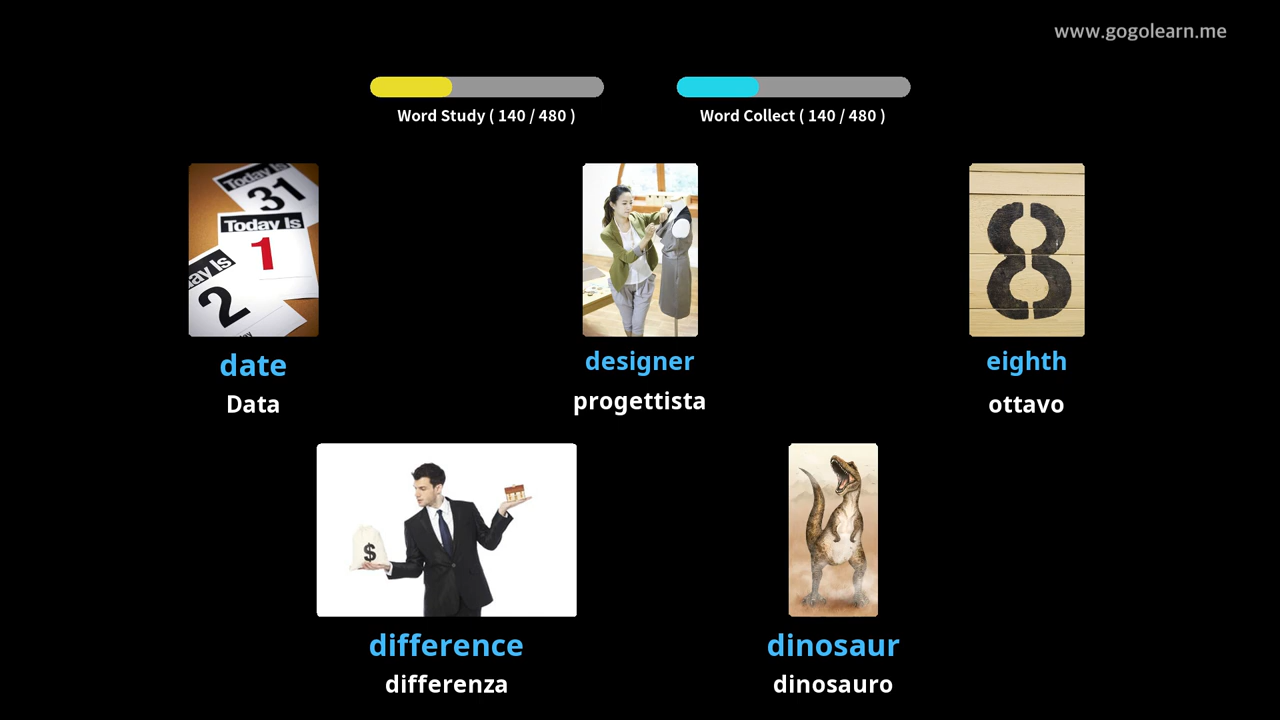 www.gogolearn.me
Word Study ( 140 / 480 )
Word Collect ( 140 / 480 )
Today Is
31
Today Is
1
ay Is
2
8
$
date
Data
designer
progettista
eighth
ottavo
difference
differenza
dinosaur
dinosauro